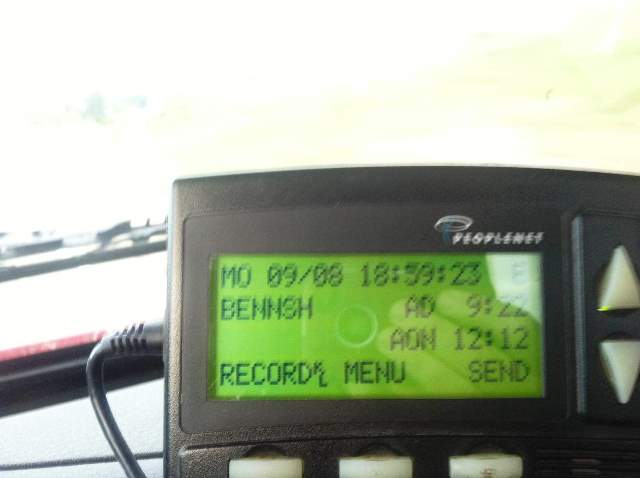 PEOPLENET
MO 09/08 18:59:23 E
BENNSH AD 9:22
AON 12:12
RECORD MENU SEND